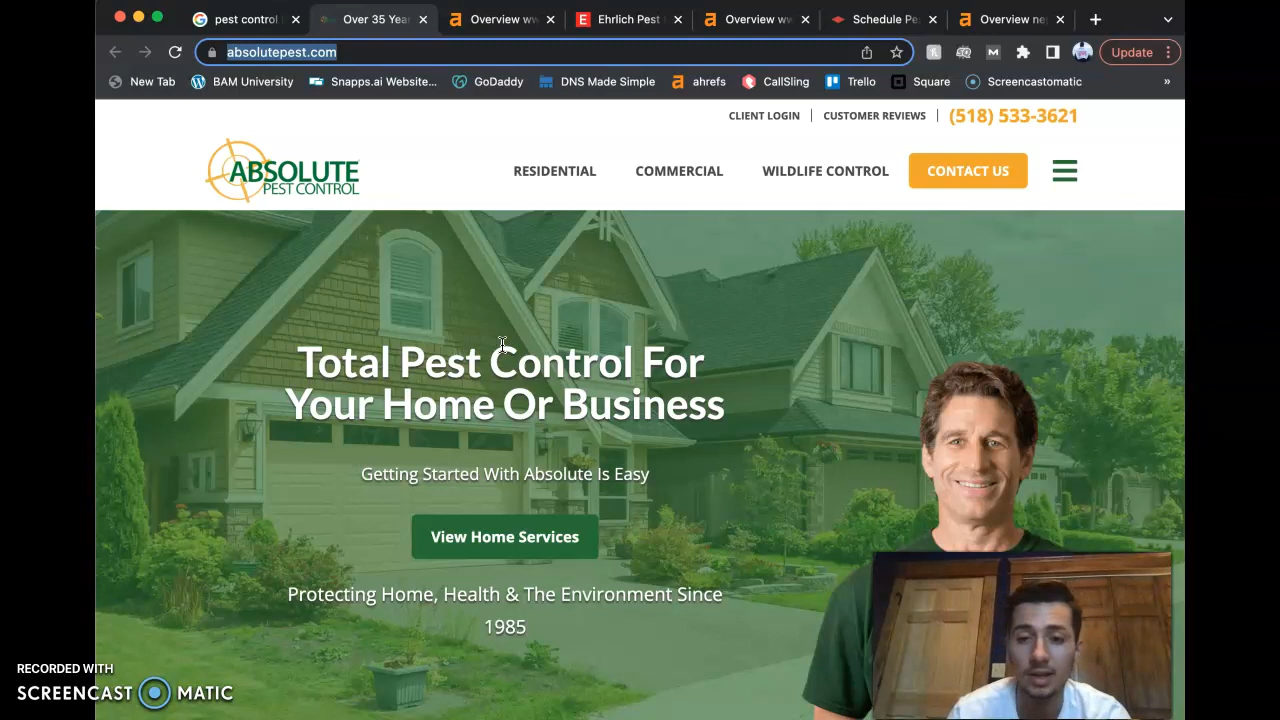 pest control
Over 35 Yea
Overview ww
Ehrlich Pest
Overview ww
Schedule Pe
Overview ne
absolutepest.com
Update
New Tab
BAM University
Snapps.ai Website...
GoDaddy
DNS Made Simple
ahrefs
CallSling
Trello
Square
Screencastomatic
»
CLIENT LOGIN | CUSTOMER REVIEWS | (518) 533-3621
ABSOLUTE
PEST CONTROL
RESIDENTIAL
COMMERCIAL
WILDLIFE CONTROL
CONTACT US
Total Pest Control For
Your Home Or Business
Getting Started With Absolute Is Easy
View Home Services
Protecting Home, Health & The Environment Since
1985
RECORDED WITH
SCREENCAST MATIC